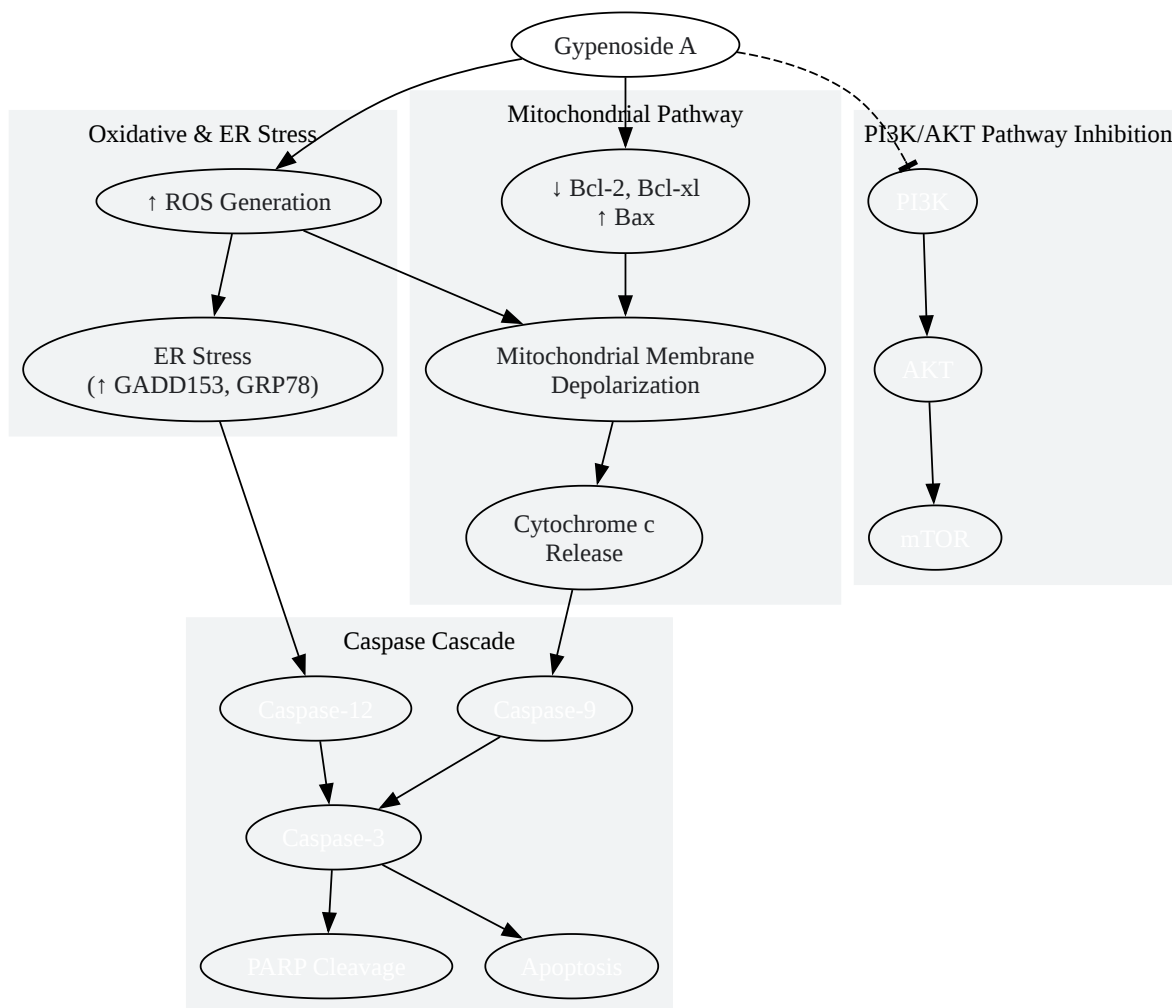 Gypenoside A
Mitochondrial Pathway
Oxidative & ER Stress
PI3K/AKT Pathway Inhibition
↑ ROS Generation
↓ Bcl-2, Bcl-xl
↑ Bax
PI3K
ER Stress
(↑ GADD153, GRP78)
Mitochondrial Membrane
Depolarization
AKT
Cytochrome c
Release
mTOR
Caspase Cascade
Caspase-12
Caspase-9
Caspase-3
PARP Cleavage
Apoptosis